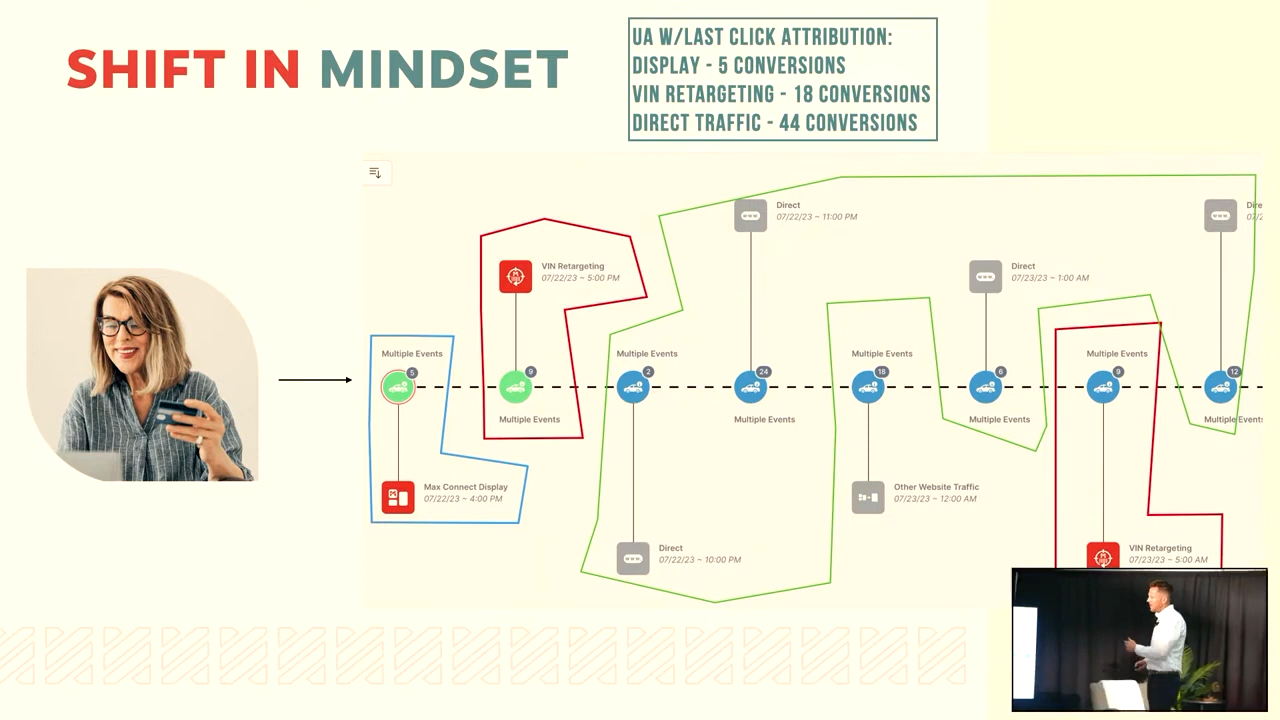 SHIFT IN MINDSET
UA W/LAST CLICK ATTRIBUTION:
DISPLAY - 5 CONVERSIONS
VIN RETARGETING - 18 CONVERSIONS
DIRECT TRAFFIC - 44 CONVERSIONS
Direct
07/22/23 ~ 11:00 PM
Dire
07/2
VIN Retargeting
07/22/23 ~ 5:00 PM
Direct
07/23/23 ~ 1:00 AM
Multiple Events
Multiple Events
Multiple Events
Multiple Events
5
9
2
24
18
6
9
12
Multiple Events
Multiple Events
Multiple Events
Multiple Events
Max Connect Display
07/22/23 ~ 4:00 PM
Other Website Traffic
07/23/23 ~ 12:00 AM
Direct
07/22/23 ~ 10:00 PM
VIN Retargeting
07/23/23 ~ 5:00 AM